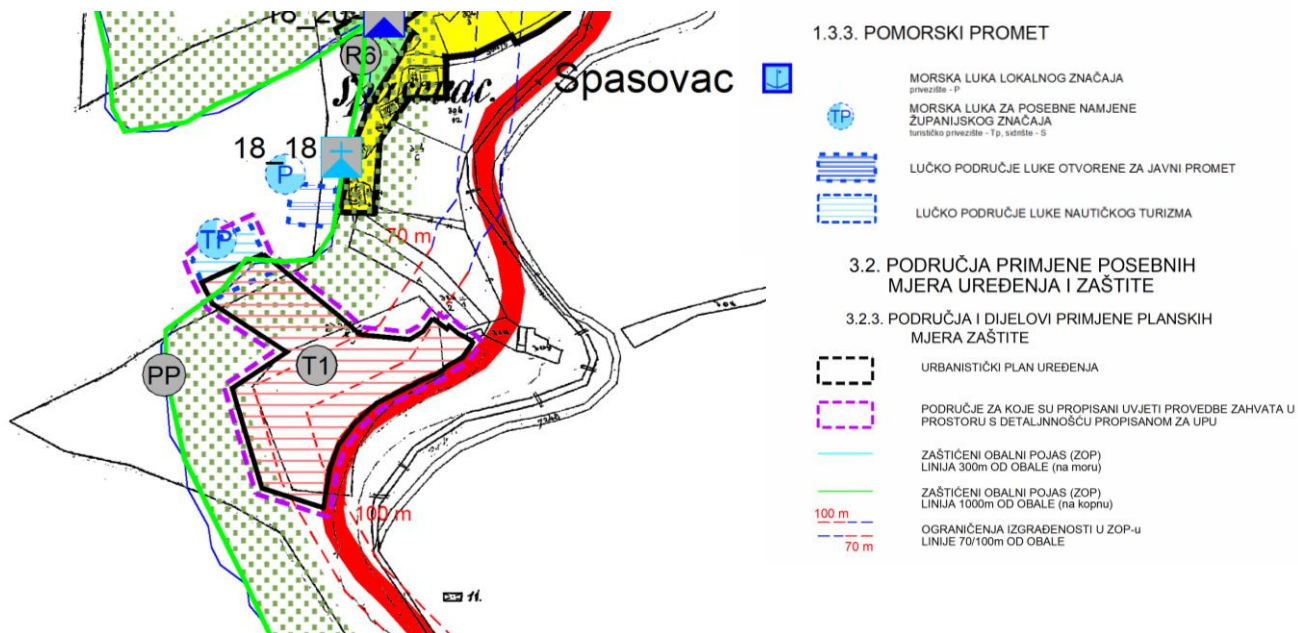 R6
Spasovac.
Spasovac
18_18
P
TP
70 m
PP
T1
100 m
11.
1.3.3. POMORSKI PROMET
MORSKA LUKA LOKALNOG ZNAČAJA
privezište - P
TP
MORSKA LUKA ZA POSEBNE NAMJENE
ŽUPANIJSKOG ZNAČAJA
turističko privezište - Tp, sidrište - S
LUČKO PODRUČJE LUKE OTVORENE ZA JAVNI PROMET
LUČKO PODRUČJE LUKE NAUTIČKOG TURIZMA
3.2. PODRUČJA PRIMJENE POSEBNIH
MJERA UREĐENJA I ZAŠTITE
3.2.3. PODRUČJA I DIJELOVI PRIMJENE PLANSKIH
MJERA ZAŠTITE
URBANISTIČKI PLAN UREĐENJA
PODRUČJE ZA KOJE SU PROPISANI UVJETI PROVEDBE ZAHVATA U
PROSTORU S DETALJNNOŠĆU PROPISANOM ZA UPU
ZAŠTIĆENI OBALNI POJAS (ZOP)
LINIJA 300m OD OBALE (na moru)
ZAŠTIĆENI OBALNI POJAS (ZOP)
LINIJA 1000m OD OBALE (na kopnu)
100 m
OGRANIČENJA IZGRAĐENOSTI U ZOP-u
LINIJE 70/100m OD OBALE
70 m